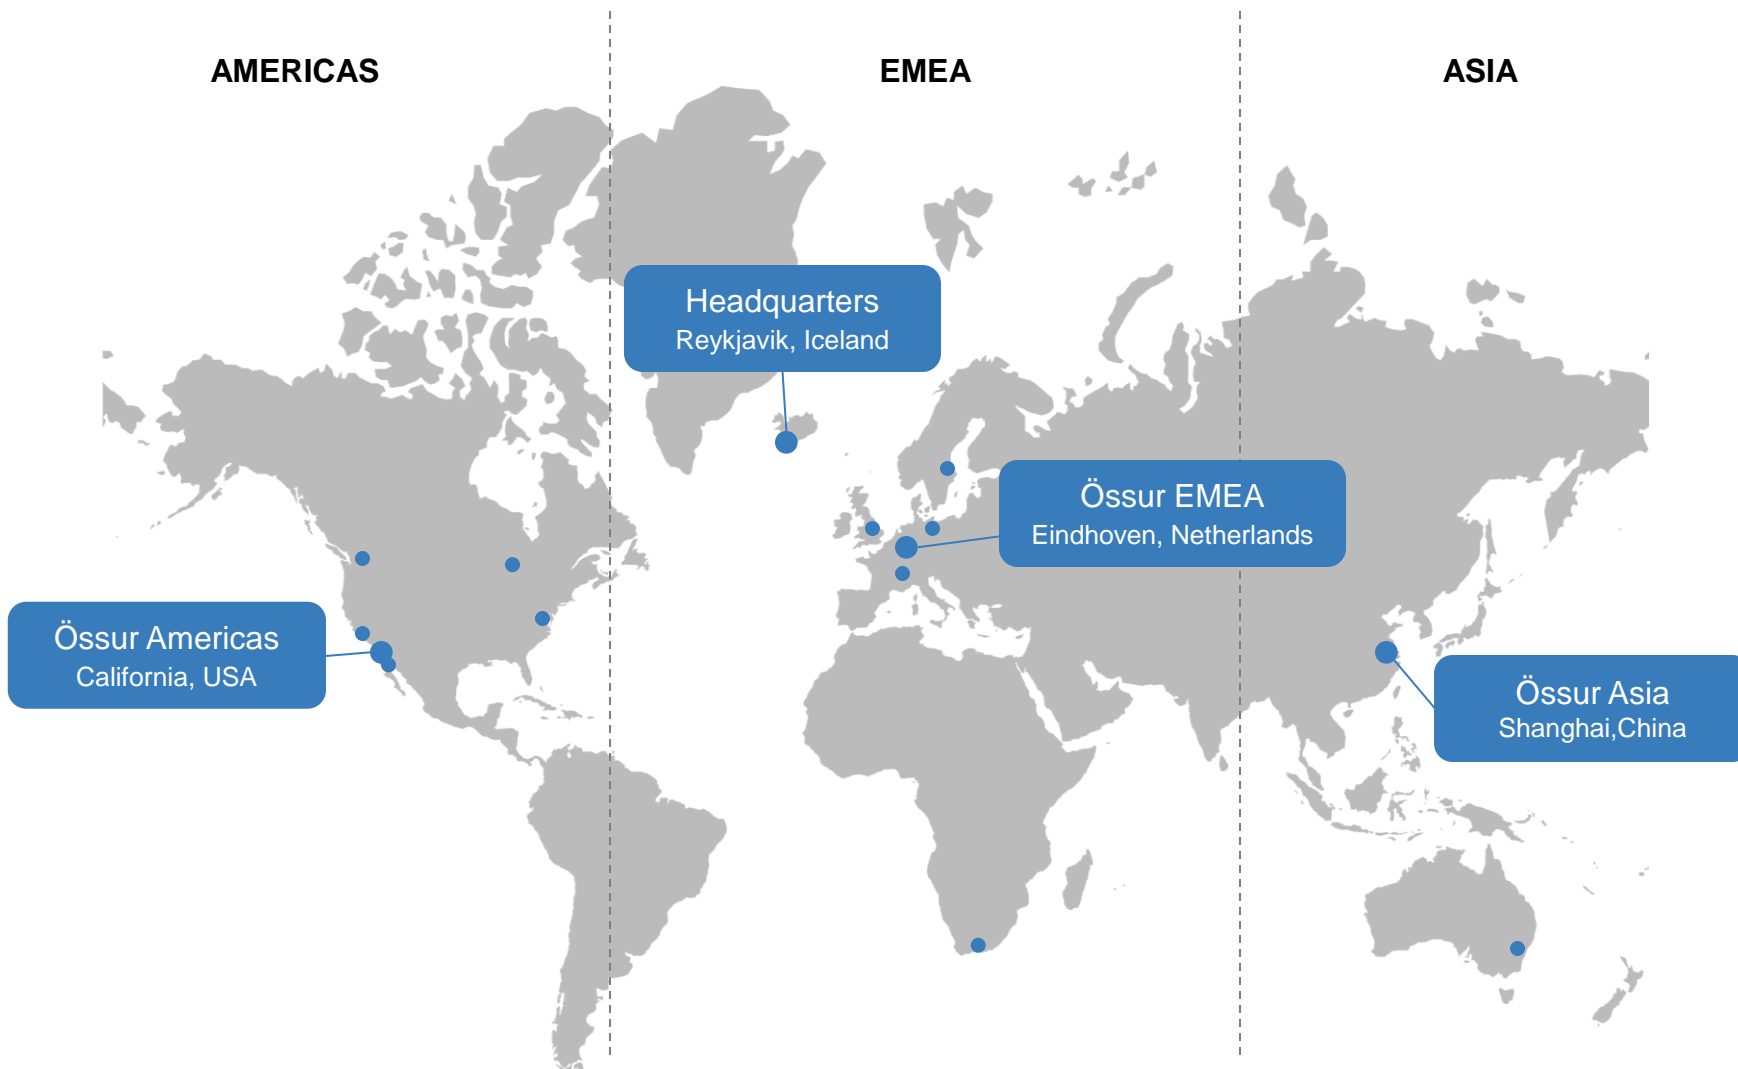 AMERICAS
EMEA
ASIA
Headquarters
Reykjavik, Iceland
Össur EMEA
Eindhoven, Netherlands
Össur Americas
California, USA
Össur Asia
Shanghai,China